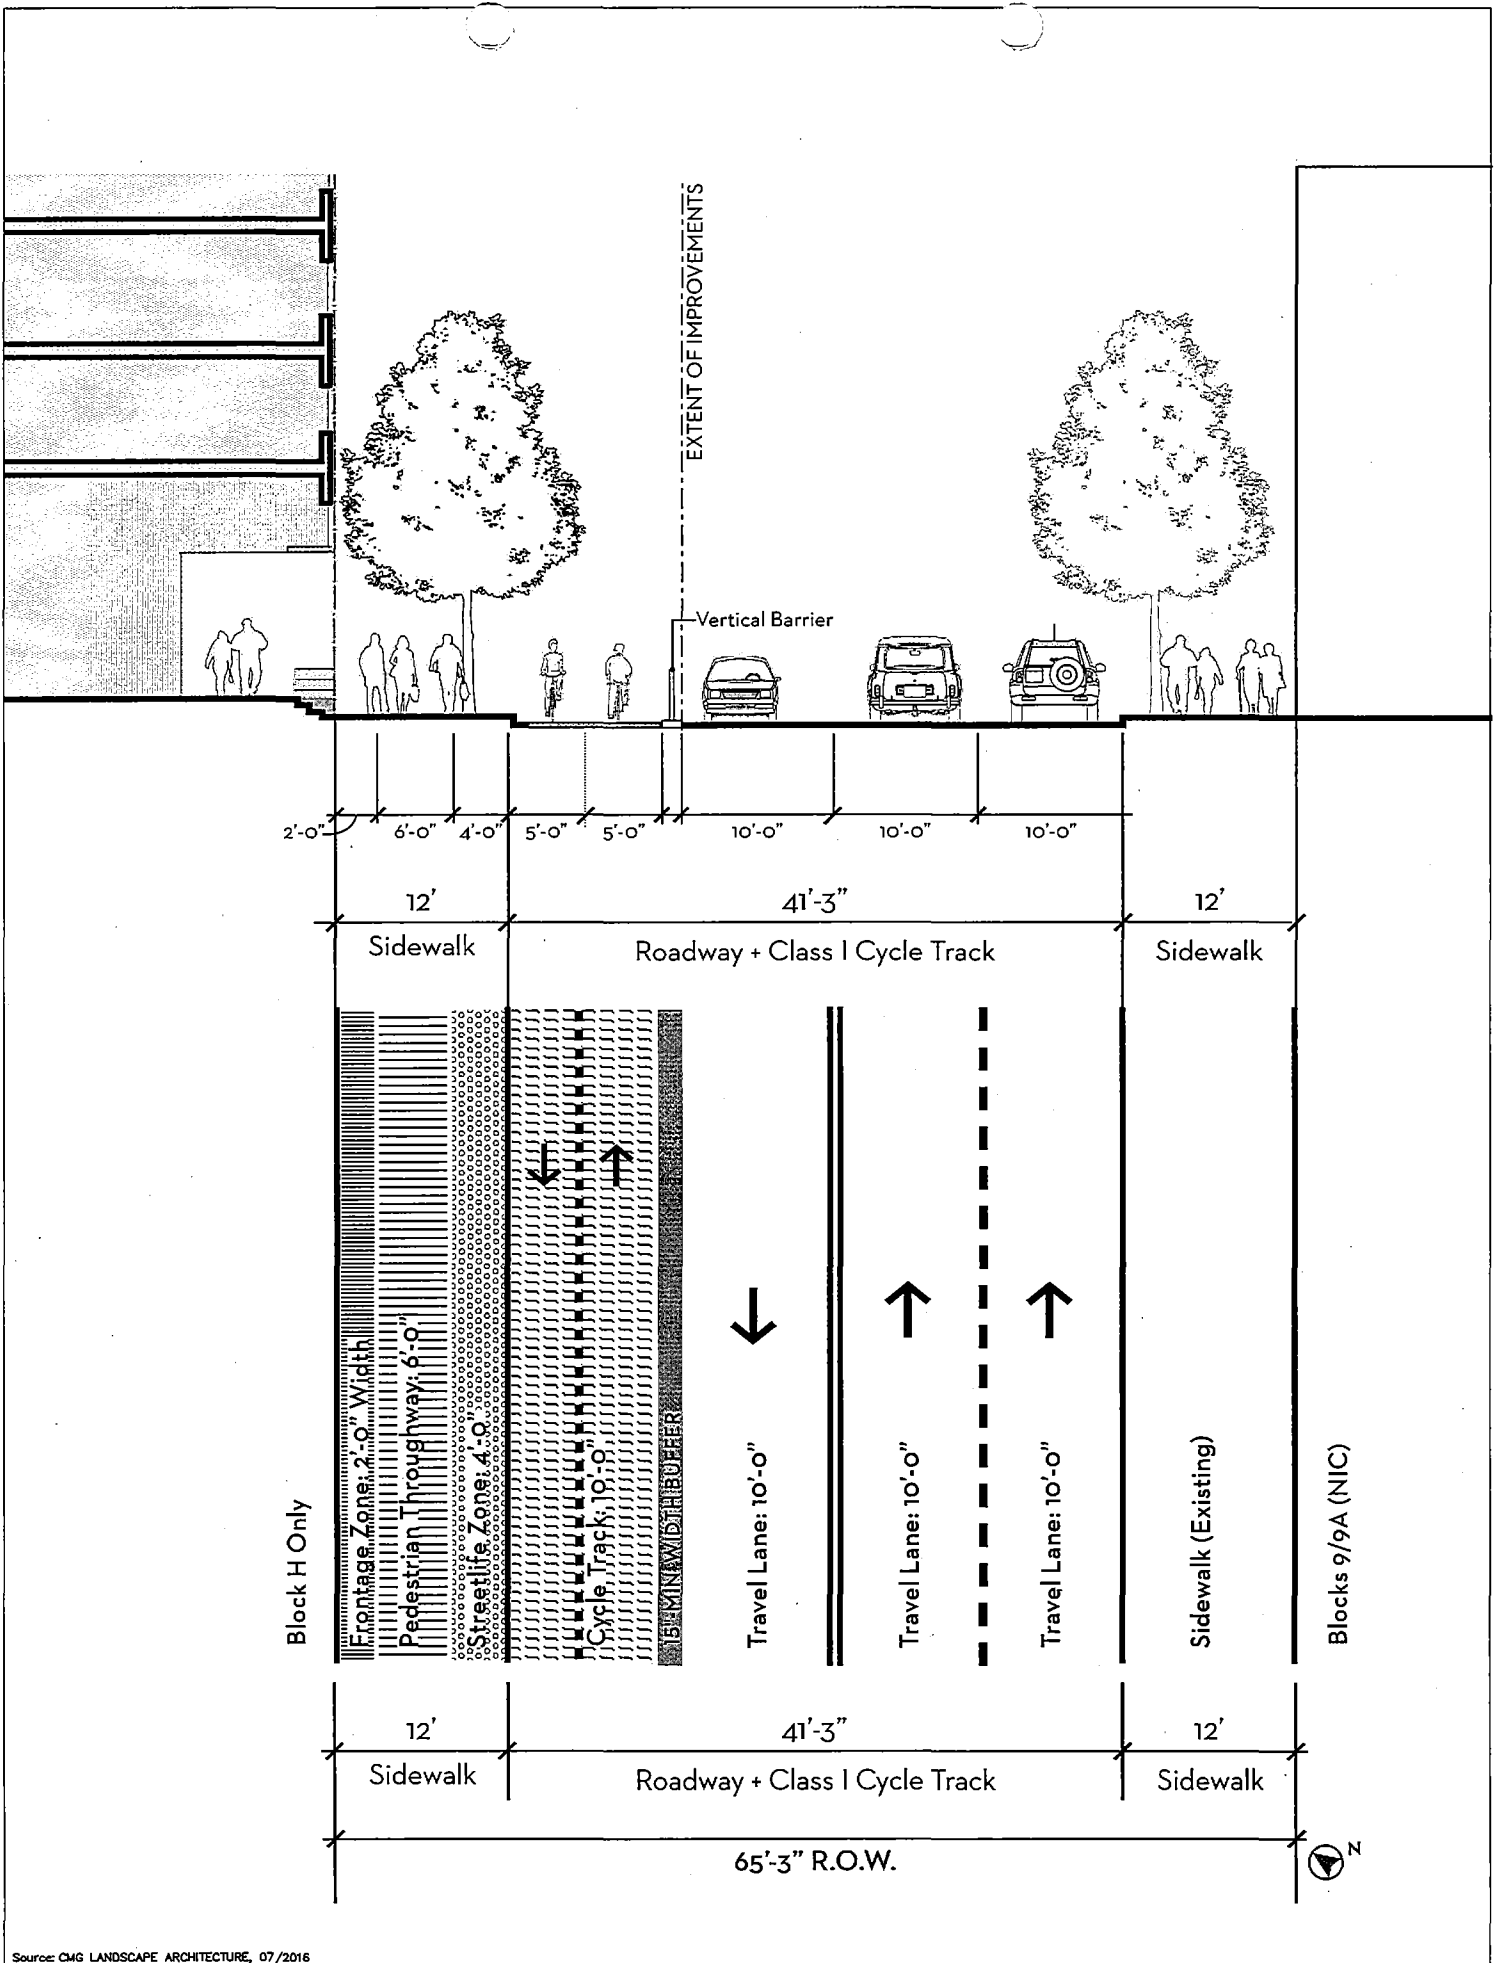 EXTENT OF IMPROVEMENTS
Vertical Barrier
2'-0" 6'-0" 4'-0" 5'-0" 5'-0" 10'-0" 10'-0" 10'-0"
12' 41'-3" 12'
Sidewalk Roadway + Class I Cycle Track Sidewalk
Block H Only
Frontage Zone: 2'-0" Width
Pedestrian Throughway: 6'-0"
Streetlife Zone: 4'-0"
Cycle Track: 10'-0"
15" MIN. WIDTH BUFFER
Travel Lane: 10'-0"
Travel Lane: 10'-0"
Travel Lane: 10'-0"
Sidewalk (Existing)
Blocks 9/9A (NIC)
12' 41'-3" 12'
Sidewalk Roadway + Class I Cycle Track Sidewalk
65'-3" R.O.W.
N
Source: CMG LANDSCAPE ARCHITECTURE, 07/2016